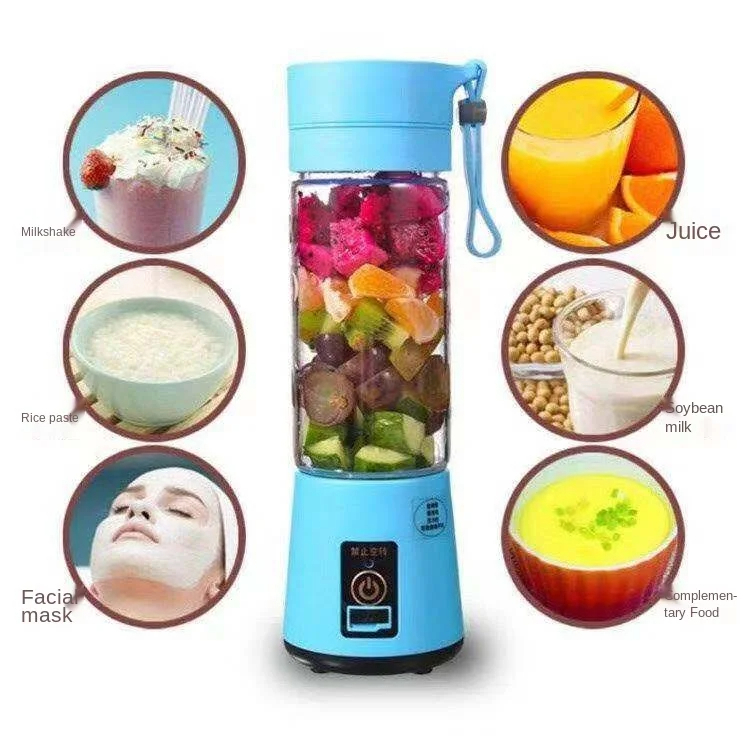 Milkshake
Juice
Rice paste
Soybean
milk
Facial
mask
Complemen-
tary Food
禁止空转